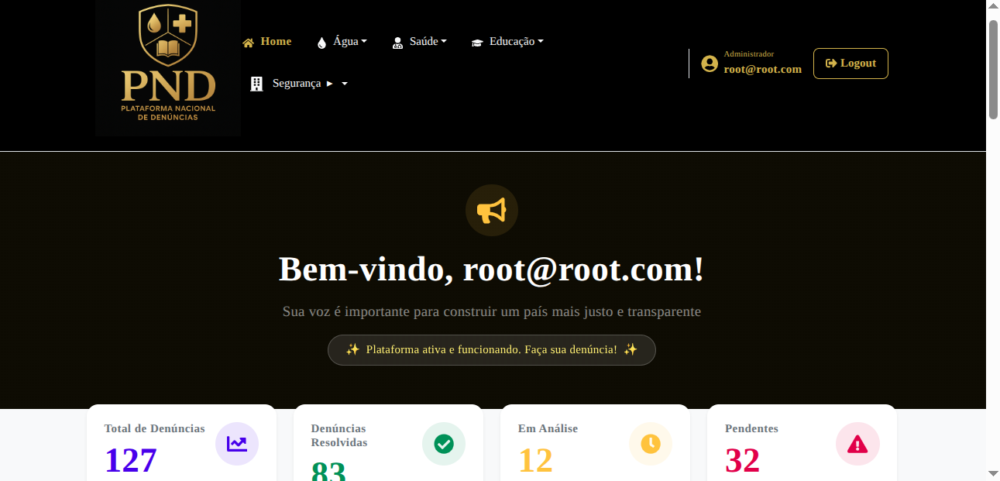 PND
PLATAFORMA NACIONAL
DE DENÚNCIAS
Home
Água
Saúde
Educação
Segurança ►
Administrador
root@root.com
Logout
Bem-vindo, root@root.com!
Sua voz é importante para construir um país mais justo e transparente
✨ Plataforma ativa e funcionando. Faça sua denúncia! ✨
Total de Denúncias
127
Denúncias
Resolvidas
83
Em Análise
12
Pendentes
32